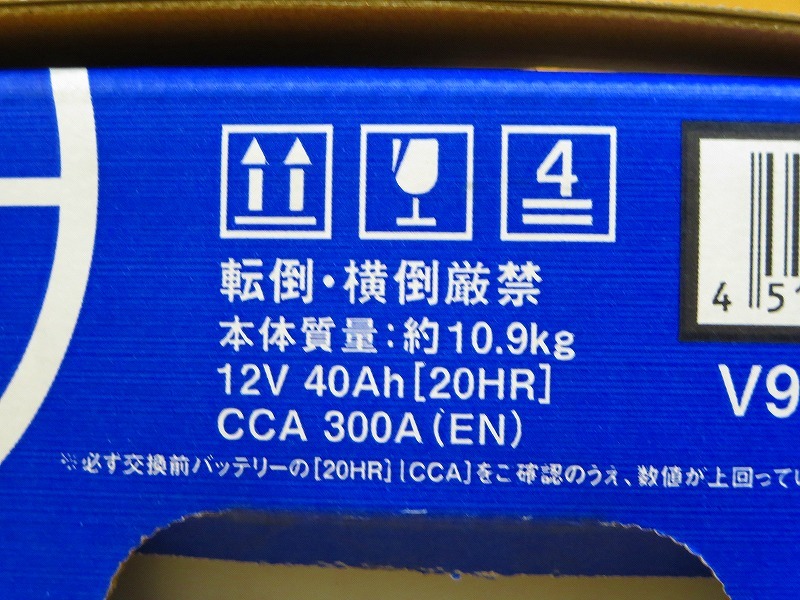 4
転倒・横倒厳禁
本体質量：約10.9kg
12V 40Ah[20HR]
CCA 300A(EN)
※必ず交換前バッテリーの[20HR] [CCA]をご確認のうえ、数値が上回ってい
451
V9